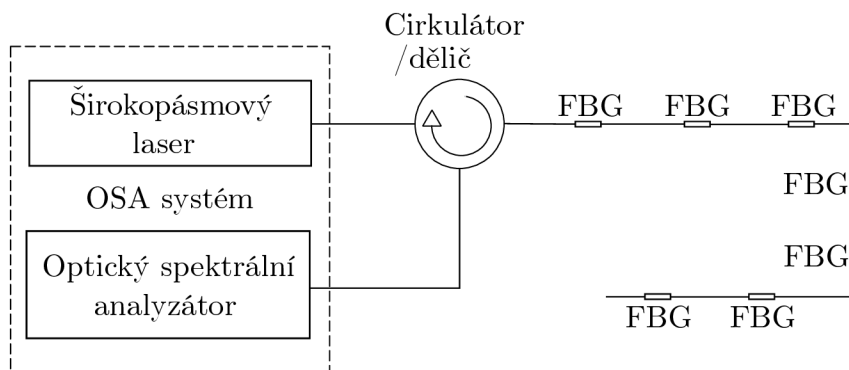 Cirkulátor
/dělič
Širokopásmový
laser
OSA systém
Optický spektrální
analyzátor
FBG
FBG
FBG
FBG
FBG
FBG
FBG